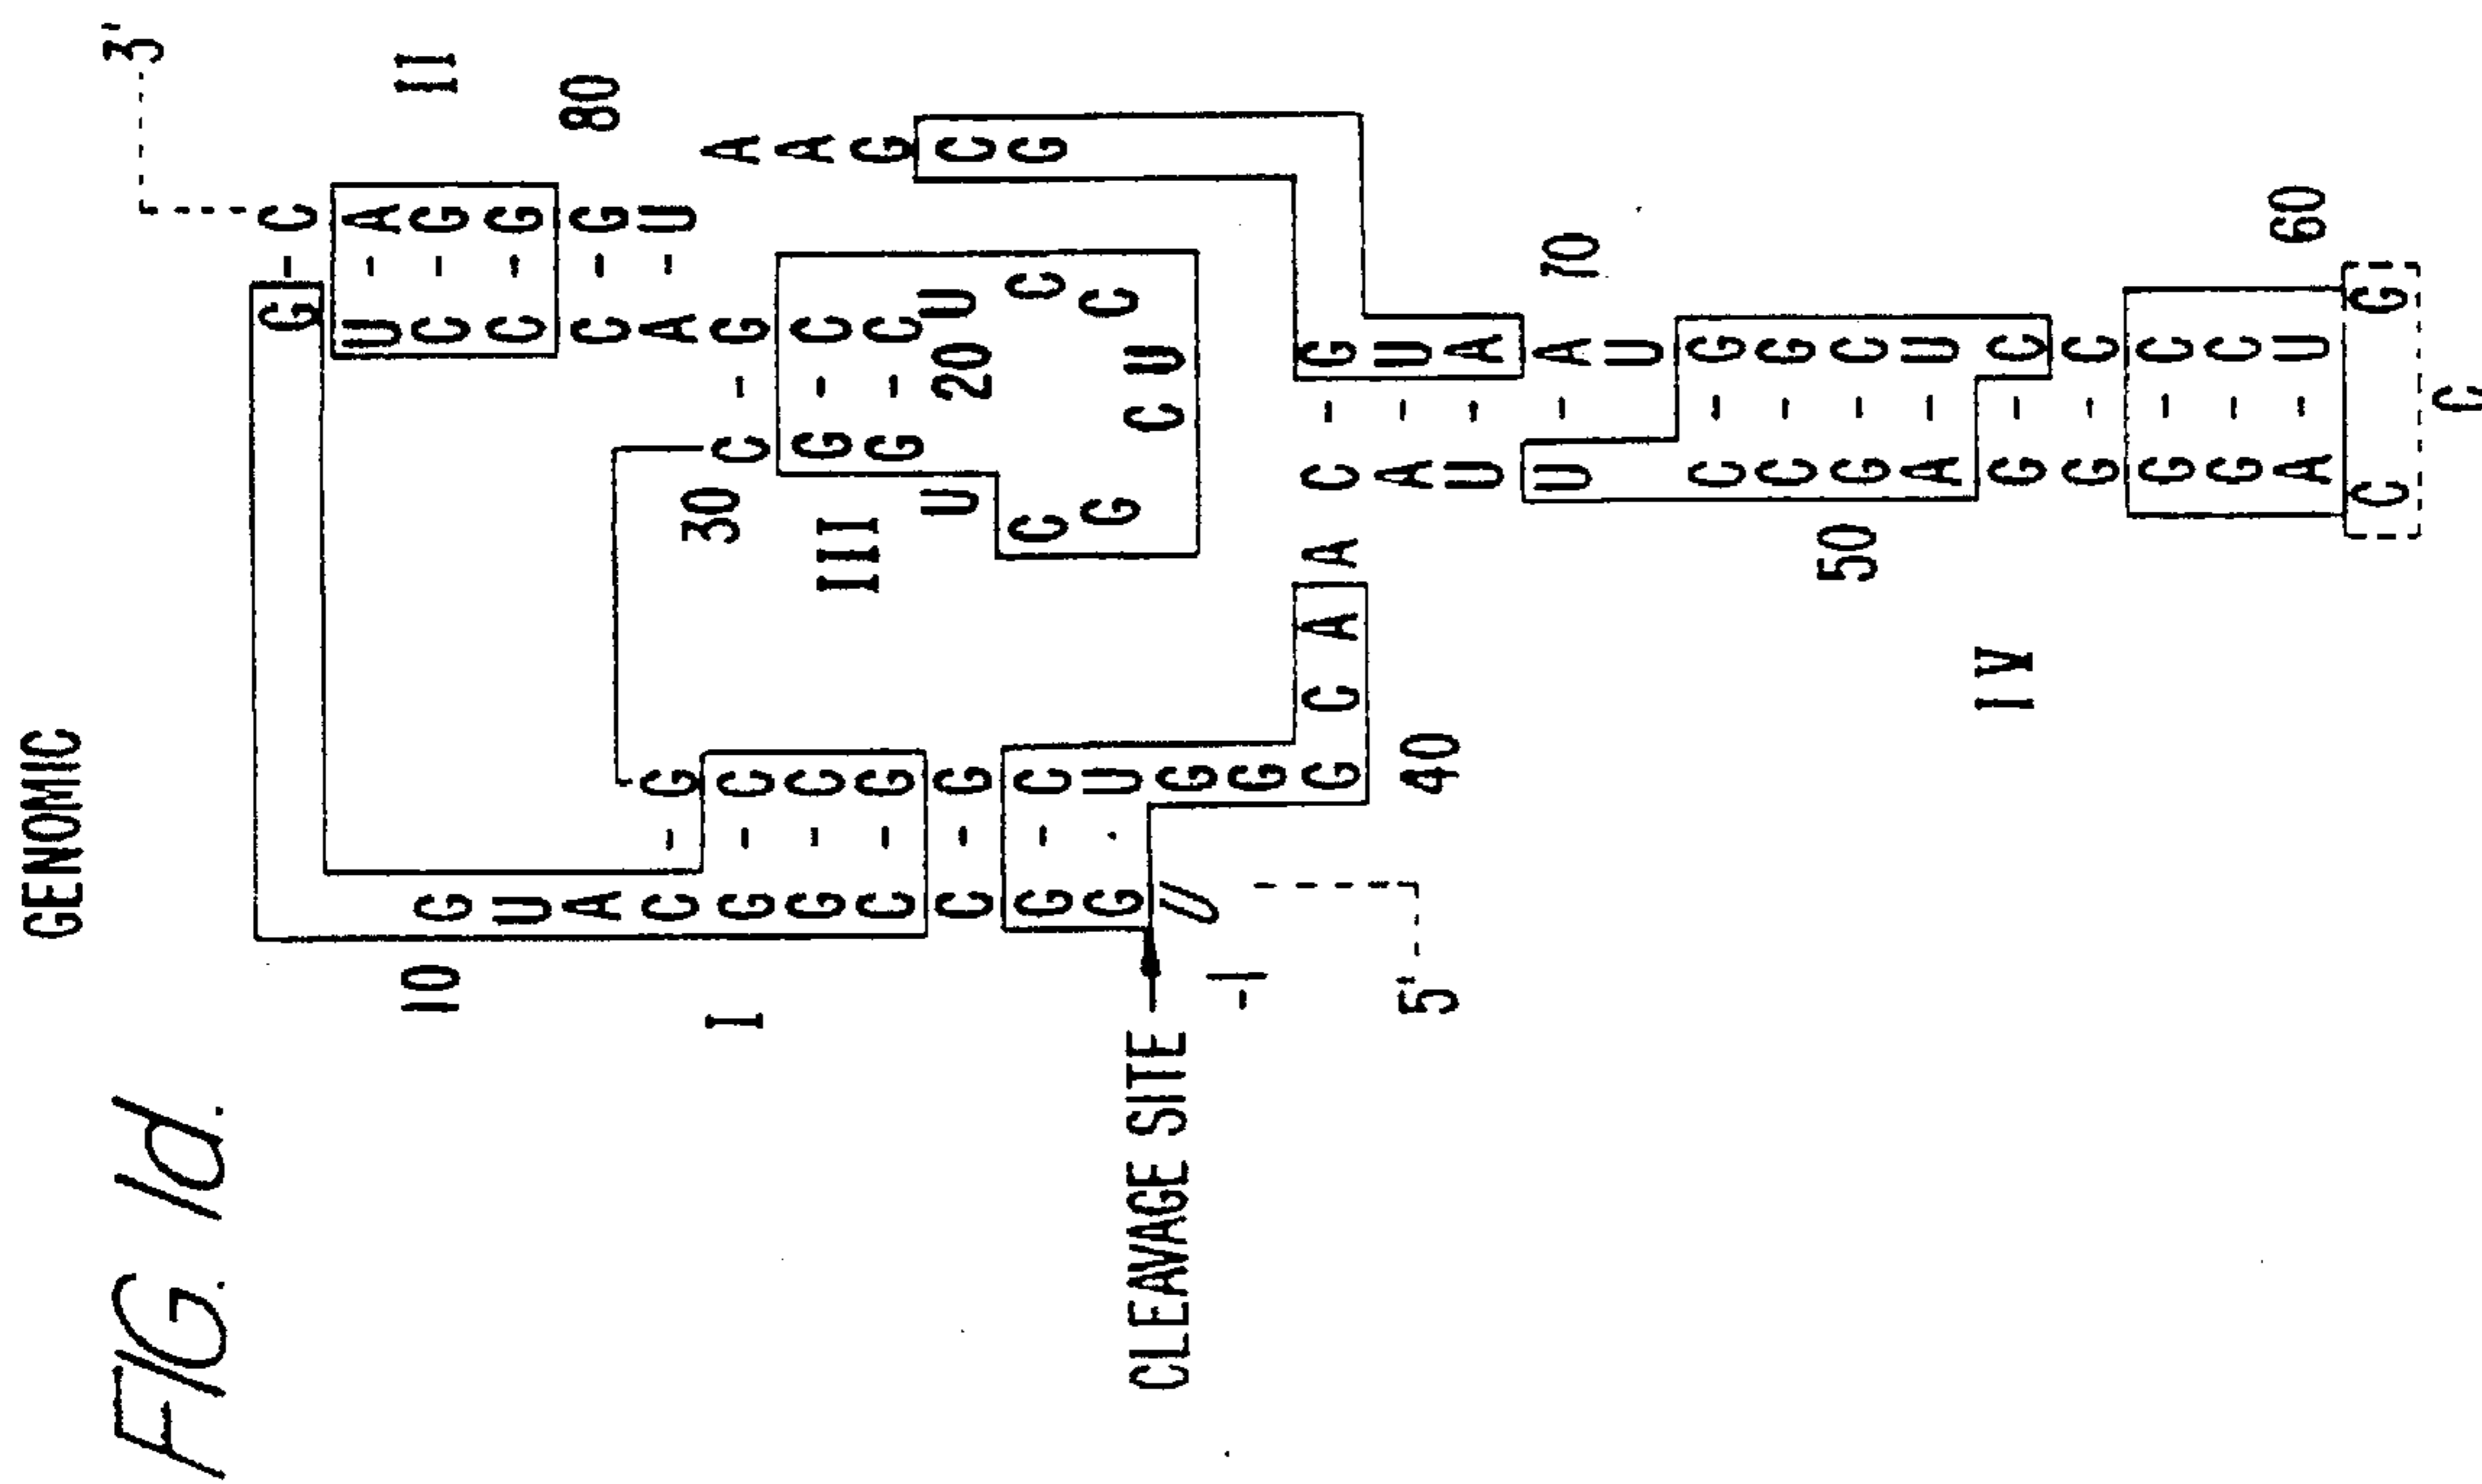 FIG. 1d.
GENOMIC
3'
G - C
U - A
II
10
G C - G
U C - G
A C - G
80
C - G A - U
I
G - C 30 C - G A
G - C G - C A
III
C - G G - C G
C - G U 20 U C
G - C C C G
G · U G C
CLEAVAGE SITE
C U
U G
-1
G
G C A A C - G
A - U
5'
40
U - A
U - A
70
U
C - G
C - G
50
G - C
A - U
IV
G - C
G - C
G - C
G - C
A - U
60
C G
C